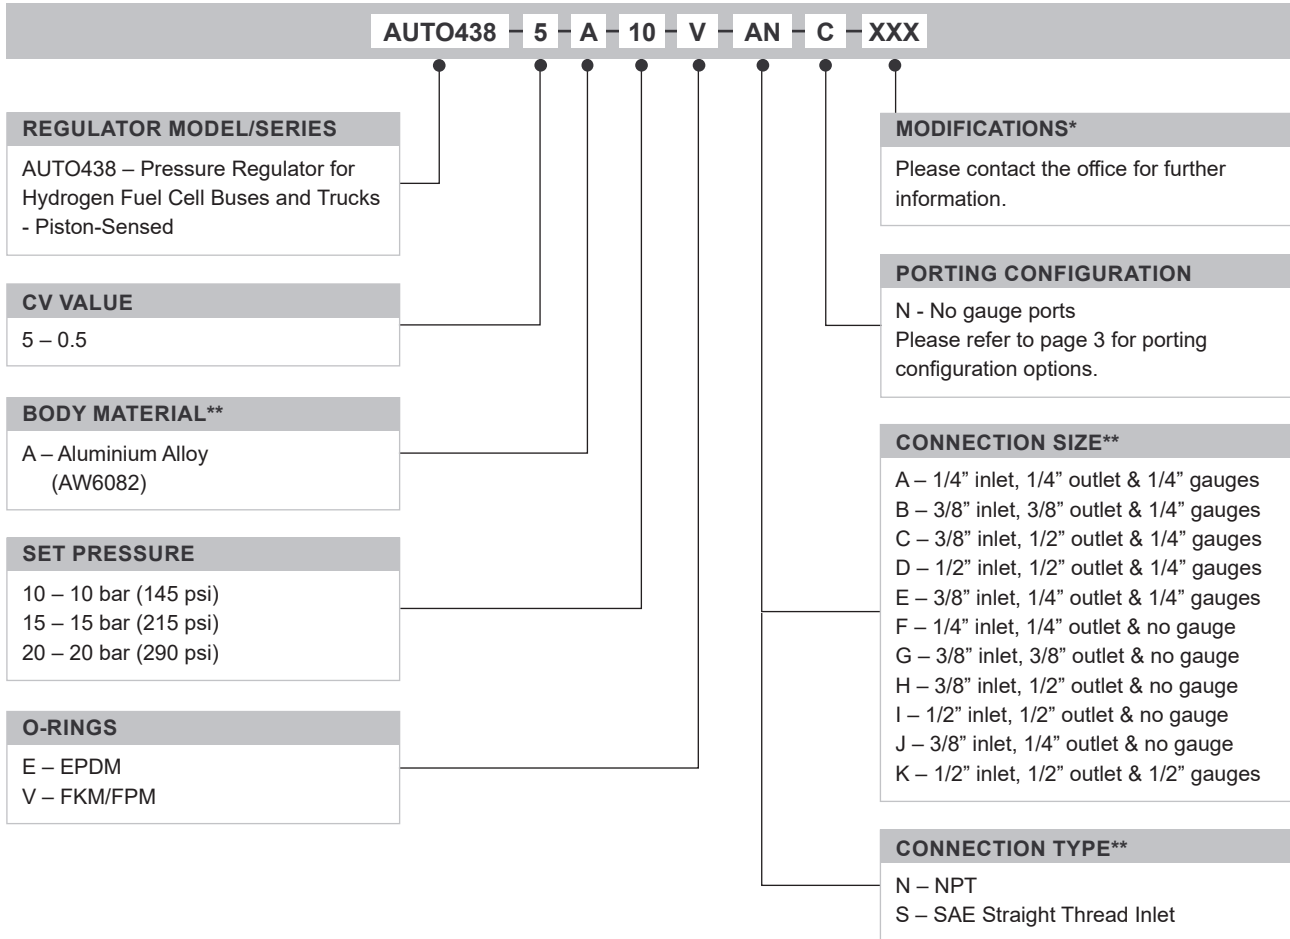 AUTO438 5 A 10 V AN C XXX
REGULATOR MODEL/SERIES
AUTO438 – Pressure Regulator for
Hydrogen Fuel Cell Buses and Trucks
- Piston-Sensed
CV VALUE
5 – 0.5
BODY MATERIAL**
A – Aluminium Alloy
(AW6082)
SET PRESSURE
10 – 10 bar (145 psi)
15 – 15 bar (215 psi)
20 – 20 bar (290 psi)
O-RINGS
E – EPDM
V – FKM/FPM
MODIFICATIONS*
Please contact the office for further
information.
PORTING CONFIGURATION
N - No gauge ports
Please refer to page 3 for porting
configuration options.
CONNECTION SIZE**
A – 1/4” inlet, 1/4” outlet & 1/4” gauges
B – 3/8” inlet, 3/8” outlet & 1/4” gauges
C – 3/8” inlet, 1/2” outlet & 1/4” gauges
D – 1/2” inlet, 1/2” outlet & 1/4” gauges
E – 3/8” inlet, 1/4” outlet & 1/4” gauges
F – 1/4” inlet, 1/4” outlet & no gauge
G – 3/8” inlet, 3/8” outlet & no gauge
H – 3/8” inlet, 1/2” outlet & no gauge
I – 1/2” inlet, 1/2” outlet & no gauge
J – 3/8” inlet, 1/4” outlet & no gauge
K – 1/2” inlet, 1/2” outlet & 1/2” gauges
CONNECTION TYPE**
N – NPT
S – SAE Straight Thread Inlet